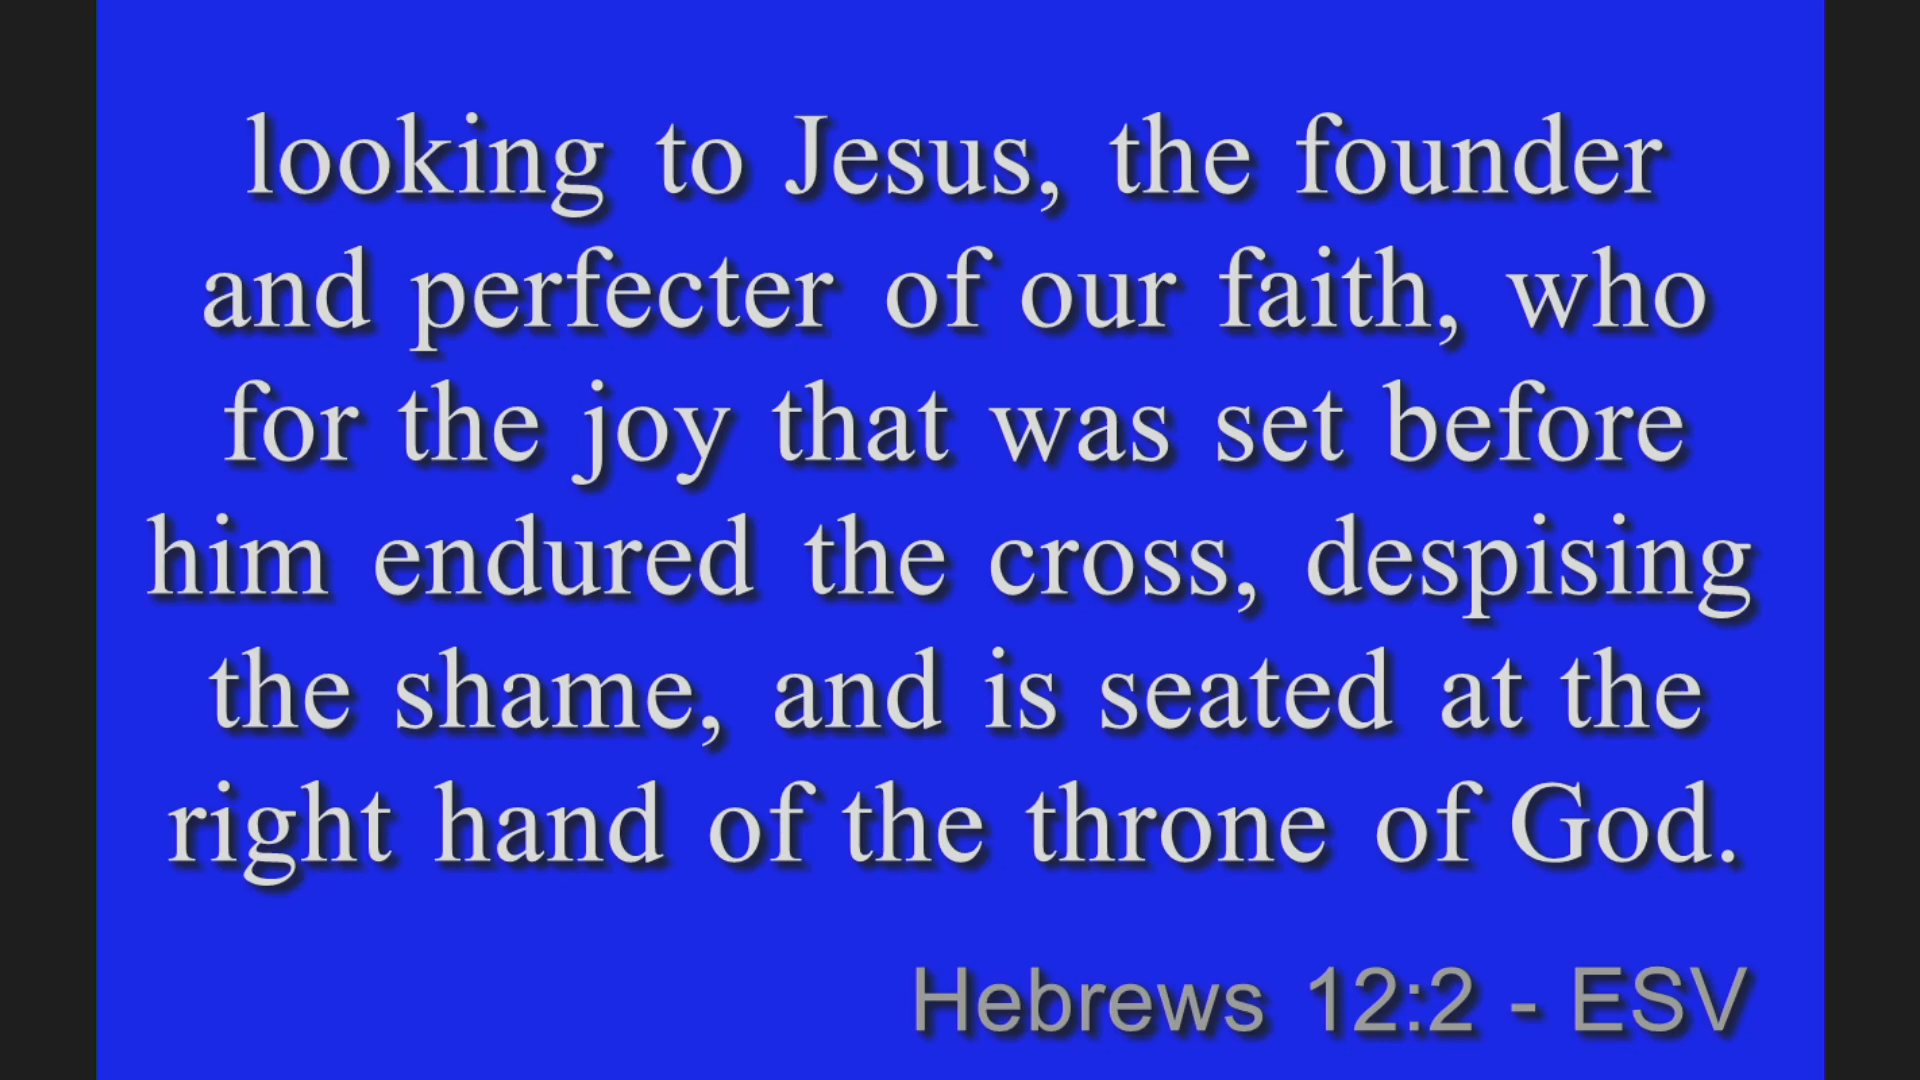 looking to Jesus, the founder
and perfecter of our faith, who
for the joy that was set before
him endured the cross, despising
the shame, and is seated at the
right hand of the throne of God.
Hebrews 12:2 - ESV